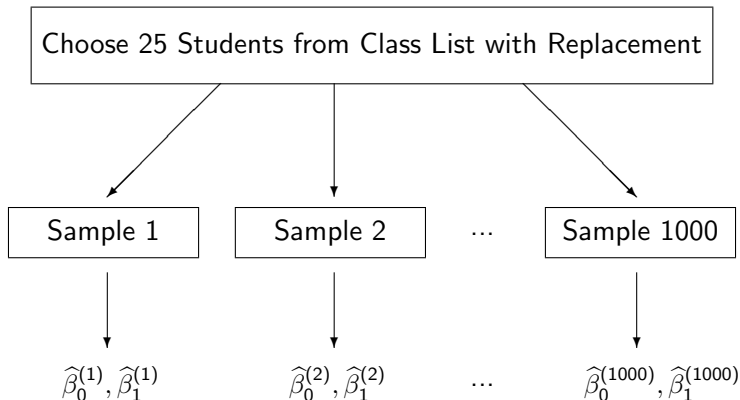 Choose 25 Students from Class List with Replacement
Sample 1 Sample 2 ... Sample 1000
β̂₀⁽¹⁾, β̂₁⁽¹⁾ β̂₀⁽²⁾, β̂₁⁽²⁾ ... β̂₀⁽¹⁰⁰⁰⁾, β̂₁⁽¹⁰⁰⁰⁾